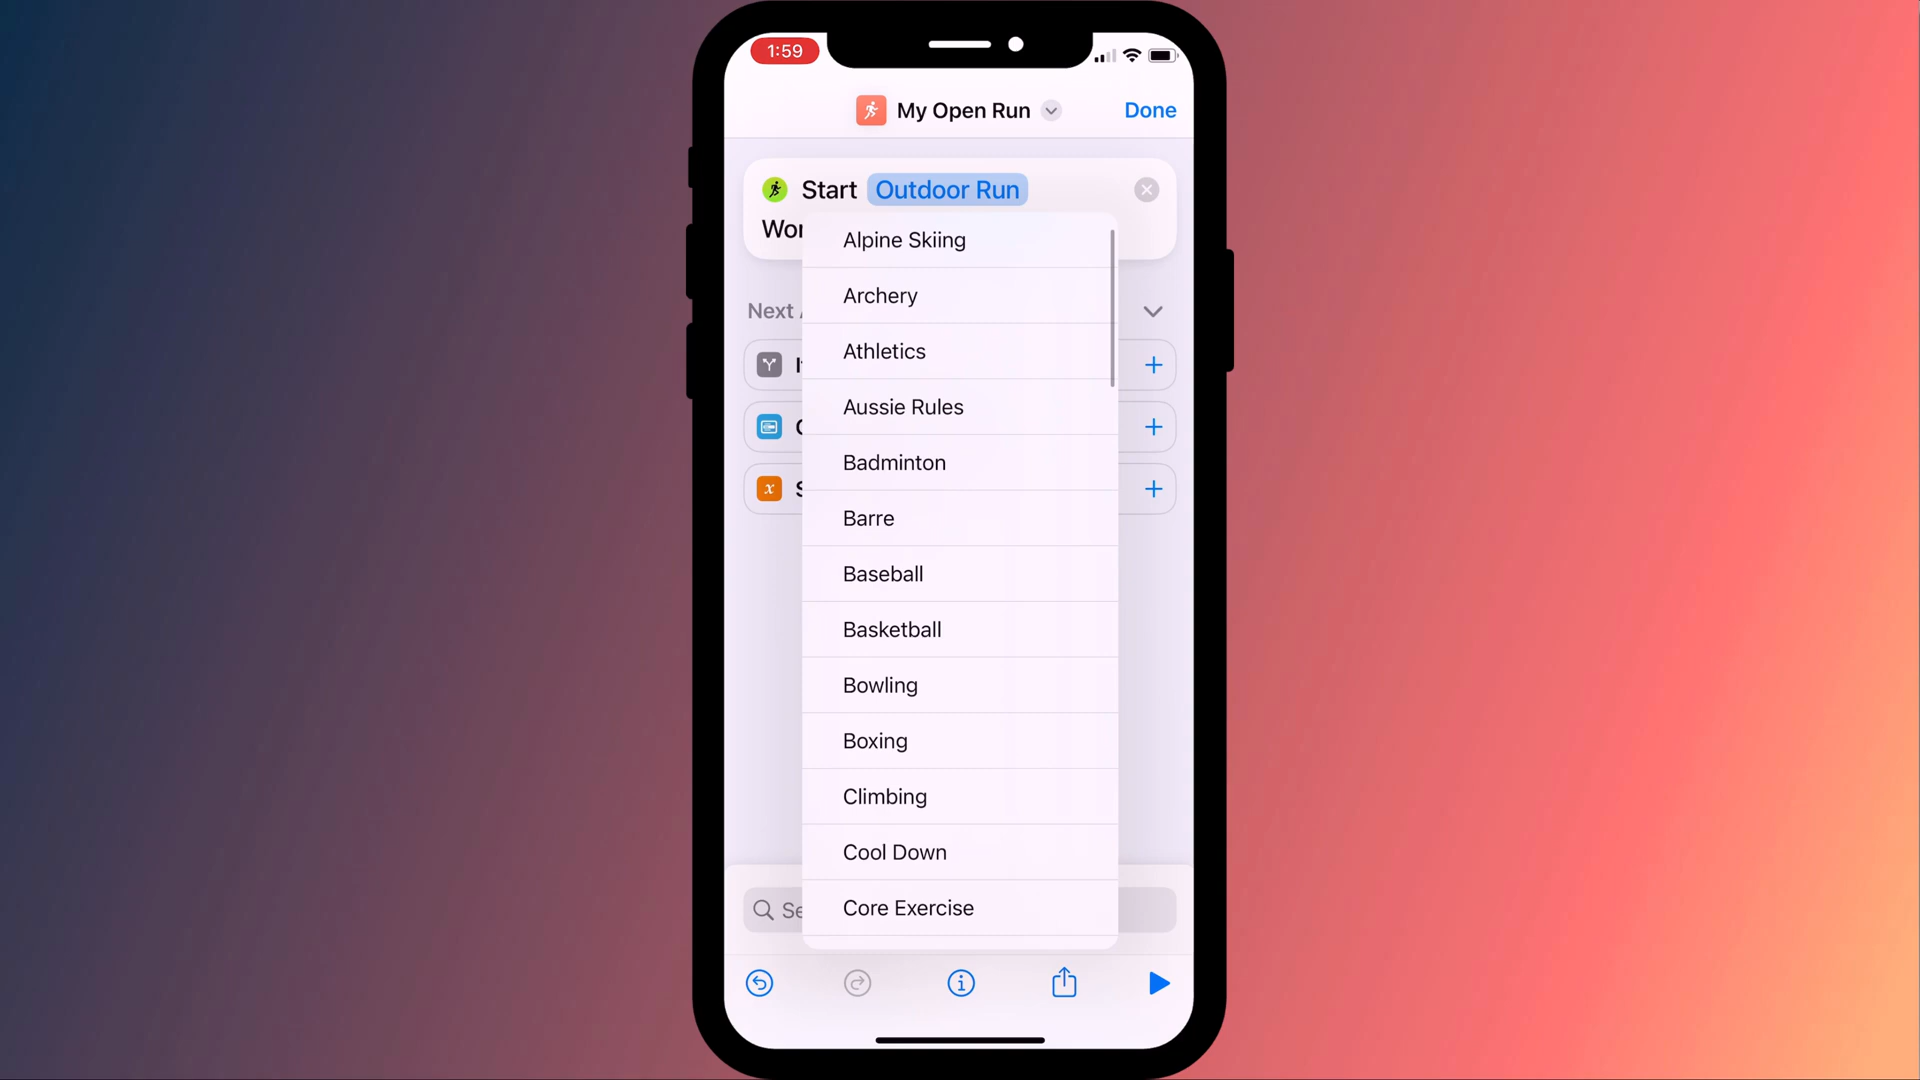 1:59
My Open Run
Done
Start Outdoor Run
Alpine Skiing
Archery
Next
Athletics
Aussie Rules
Badminton
Barre
Baseball
Basketball
Bowling
Boxing
Climbing
Cool Down
Core Exercise